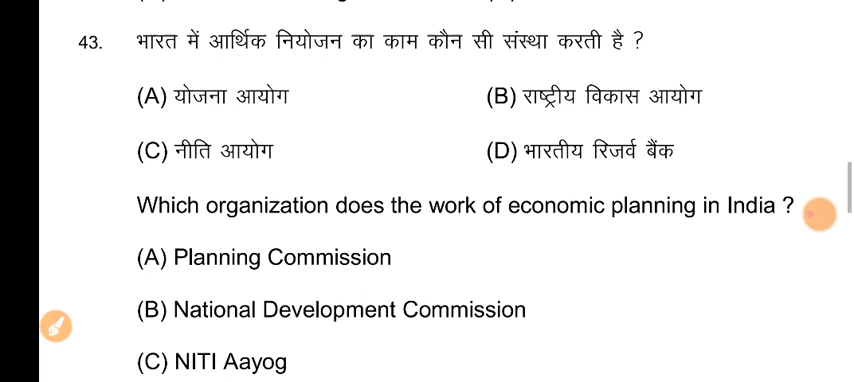 43. भारत में आर्थिक नियोजन का काम कौन सी संस्था करती है ?
(A) योजना आयोग (B) राष्ट्रीय विकास आयोग
(C) नीति आयोग (D) भारतीय रिजर्व बैंक
Which organization does the work of economic planning in India ?
(A) Planning Commission
(B) National Development Commission
(C) NITI Aayog